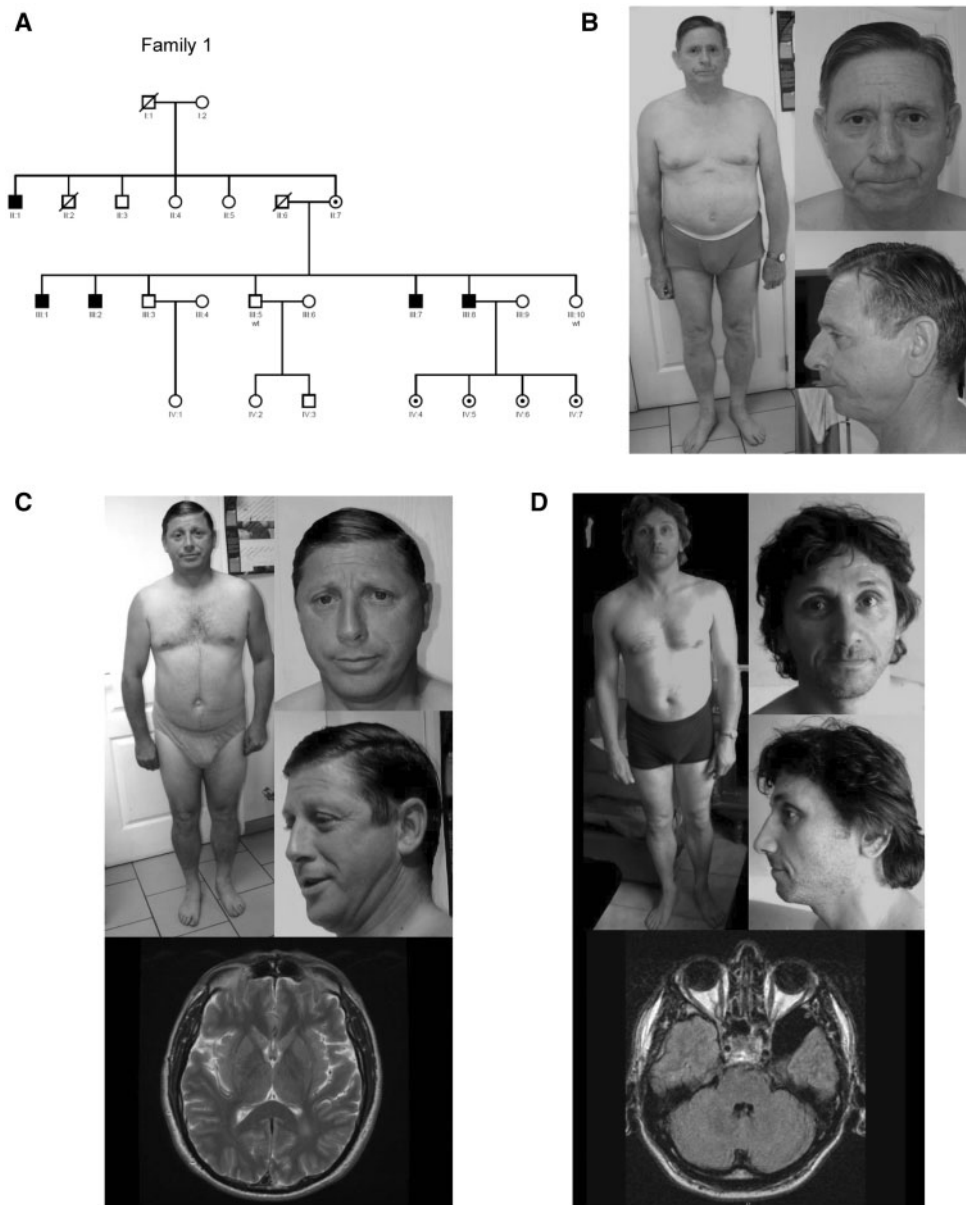 A
Family 1
I:1 I:2
II:1 II:2 II:3 II:4 II:5 II:6 II:7
III:1 III:2 III:3 III:4 III:5 III:6 III:7 III:8 III:9 III:10
wt wt
IV:1 IV:2 IV:3 IV:4 IV:5 IV:6 IV:7
B
C
D